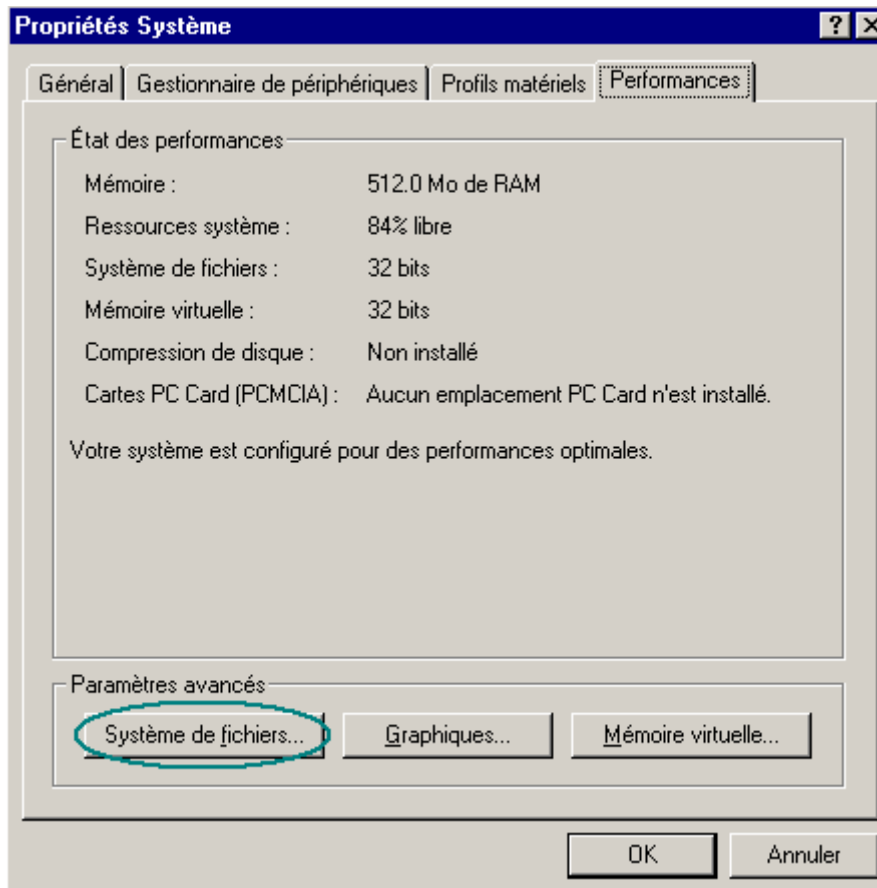 Propriétés Système
Général Gestionnaire de périphériques Profils matériels Performances
État des performances
Mémoire : 512.0 Mo de RAM
Ressources système : 84% libre
Système de fichiers : 32 bits
Mémoire virtuelle : 32 bits
Compression de disque : Non installé
Cartes PC Card (PCMCIA) : Aucun emplacement PC Card n'est installé.
Votre système est configuré pour des performances optimales.
Paramètres avancés
Système de fichiers... Graphiques... Mémoire virtuelle...
OK Annuler